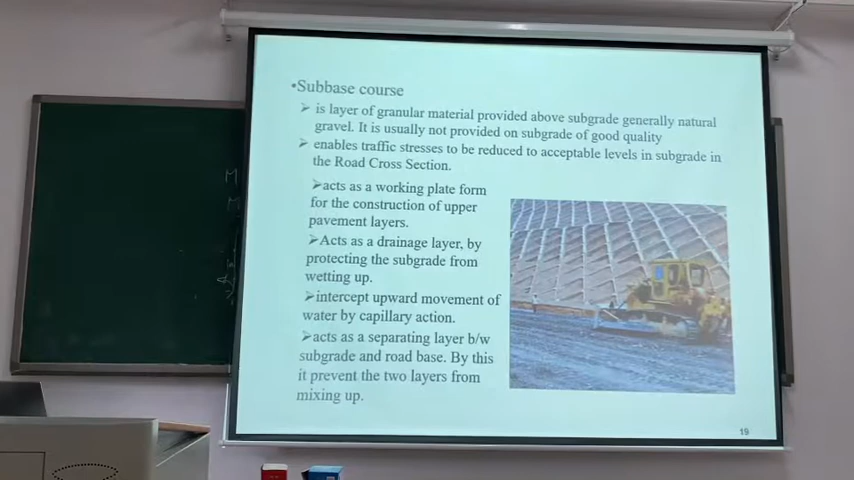 •Subbase course
➢is layer of granular material provided above subgrade generally natural
gravel. It is usually not provided on subgrade of good quality
➢enables traffic stresses to be reduced to acceptable levels in subgrade in
the Road Cross Section.
➢acts as a working plate form
for the construction of upper
pavement layers.
➢Acts as a drainage layer, by
protecting the subgrade from
wetting up.
➢intercept upward movement of
water by capillary action.
➢acts as a separating layer b/w
subgrade and road base. By this
it prevent the two layers from
mixing up.
19